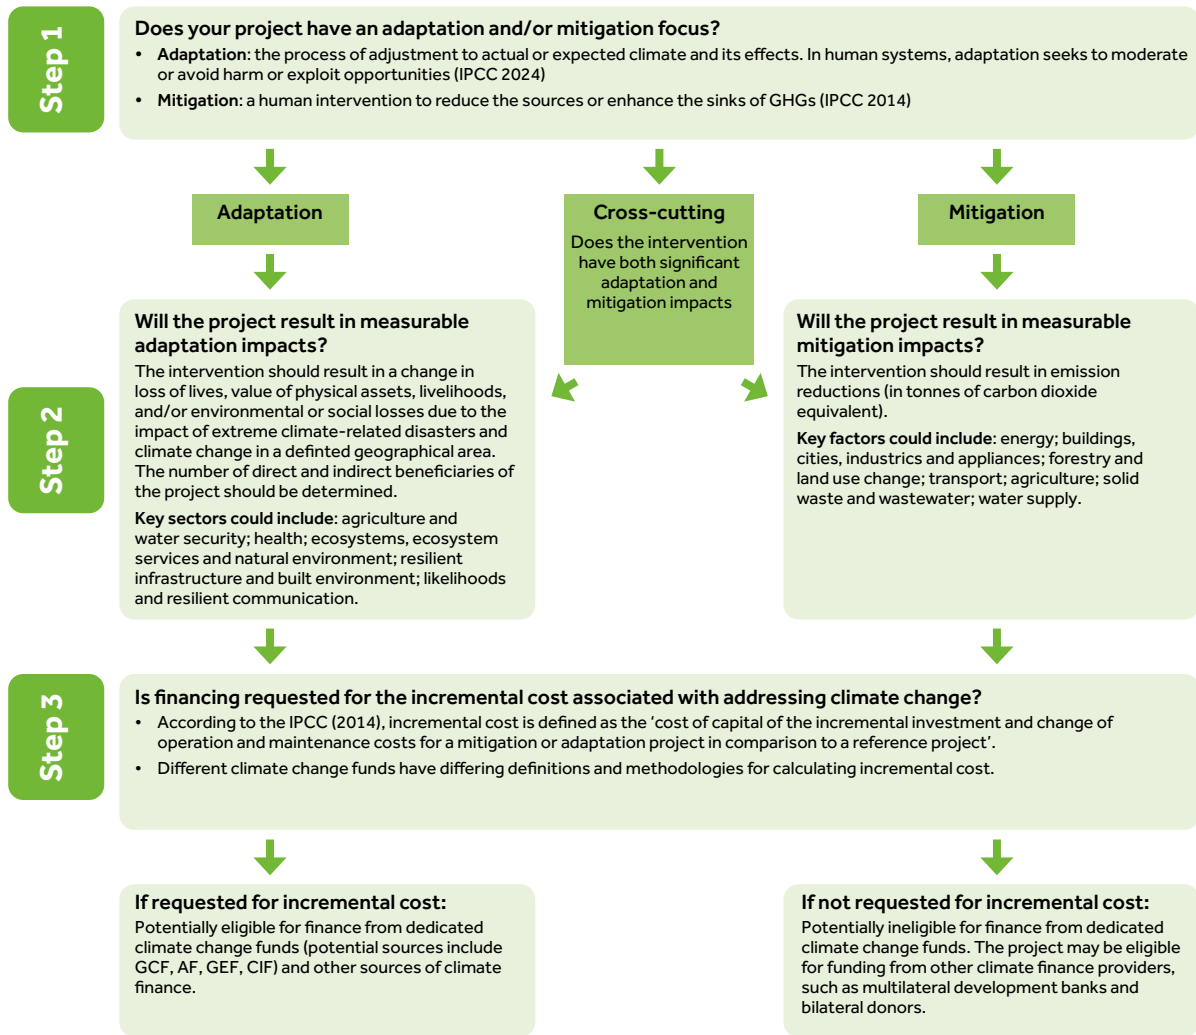 Step 1
Does your project have an adaptation and/or mitigation focus?
• Adaptation: the process of adjustment to actual or expected climate and its effects. In human systems, adaptation seeks to moderate
or avoid harm or exploit opportunities (IPCC 2024)
• Mitigation: a human intervention to reduce the sources or enhance the sinks of GHGs (IPCC 2014)
Adaptation
Cross-cutting
Does the intervention
have both significant
adaptation and
mitigation impacts
Mitigation
Step 2
Will the project result in measurable
adaptation impacts?
The intervention should result in a change in
loss of lives, value of physical assets, livelihoods,
and/or environmental or social losses due to the
impact of extreme climate-related disasters and
climate change in a definted geographical area.
The number of direct and indirect beneficiaries of
the project should be determined.
Key sectors could include: agriculture and
water security; health; ecosystems, ecosystem
services and natural environment; resilient
infrastructure and built environment; likelihoods
and resilient communication.
Will the project result in measurable
mitigation impacts?
The intervention should result in emission
reductions (in tonnes of carbon dioxide
equivalent).
Key factors could include: energy; buildings,
cities, industrics and appliances; forestry and
land use change; transport; agriculture; solid
waste and wastewater; water supply.
Step 3
Is financing requested for the incremental cost associated with addressing climate change?
• According to the IPCC (2014), incremental cost is defined as the ‘cost of capital of the incremental investment and change of
operation and maintenance costs for a mitigation or adaptation project in comparison to a reference project’.
• Different climate change funds have differing definitions and methodologies for calculating incremental cost.
If requested for incremental cost:
Potentially eligible for finance from dedicated
climate change funds (potential sources include
GCF, AF, GEF, CIF) and other sources of climate
finance.
If not requested for incremental cost:
Potentially ineligible for finance from dedicated
climate change funds. The project may be eligible
for funding from other climate finance providers,
such as multilateral development banks and
bilateral donors.